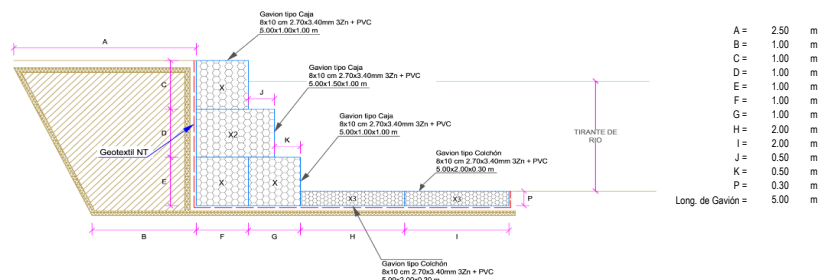 Gavion tipo Caja
8x10 cm 2.70x3.40mm 3Zn + PVC
5.00x1.00x1.00 m
A
Gavion tipo Caja
8x10 cm 2.70x3.40mm 3Zn + PVC
5.00x1.50x1.00 m
C
X
J
Gavion tipo Caja
8x10 cm 2.70x3.40mm 3Zn + PVC
5.00x1.00x1.00 m
D
X2
K
TIRANTE DE
RIO
Geotextil NT
Gavion tipo Colchón
8x10 cm 2.70x3.40mm 3Zn + PVC
5.00x2.00x0.30 m
E
X
X
X3
X3
P
B
F
G
H
I
Gavion tipo Colchón
8x10 cm 2.70x3.40mm 3Zn + PVC
5.00x2.00x0.30 m
A = 2.50 m
B = 1.00 m
C = 1.00 m
D = 1.00 m
E = 1.00 m
F = 1.00 m
G = 1.00 m
H = 2.00 m
I = 2.00 m
J = 0.50 m
K = 0.50 m
P = 0.30 m
Long. de Gavión = 5.00 m